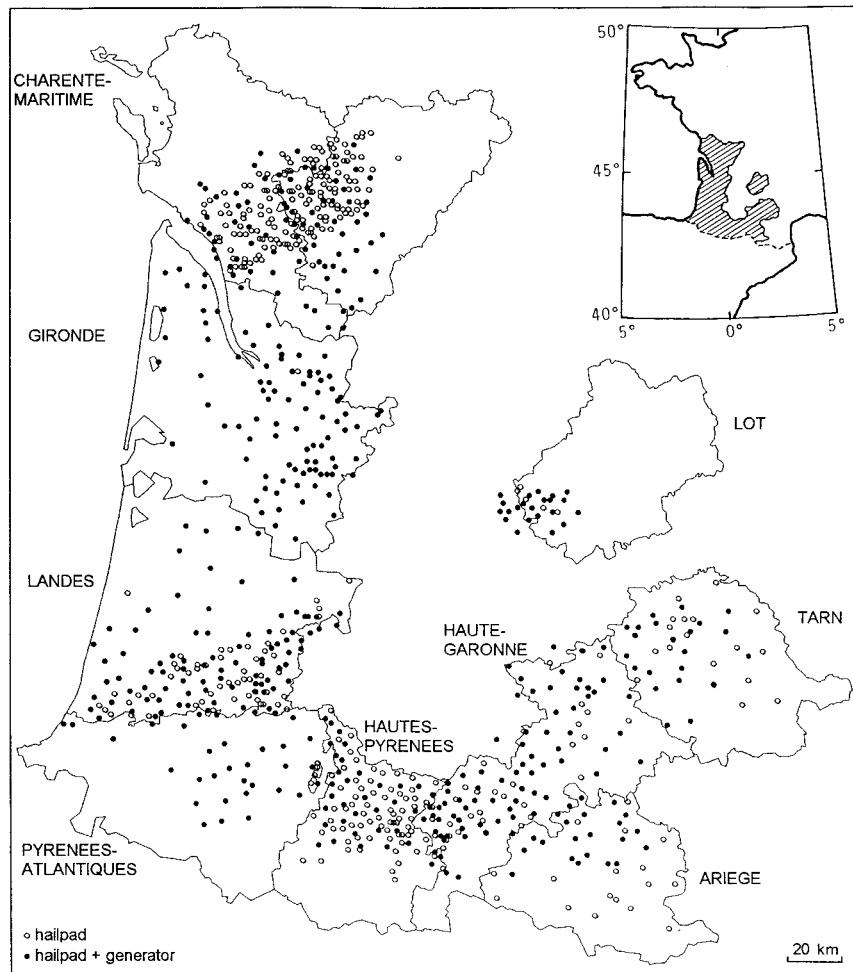 CHARENTE-
MARITIME
50°
45°
40°
5°
0°
5°
GIRONDE
LOT
LANDES
HAUTE-
GARONNE
TARN
HAUTES-
PYRENEES
PYRENEES-
ATLANTIQUES
ARIEGE
hailpad
hailpad + generator
20 km